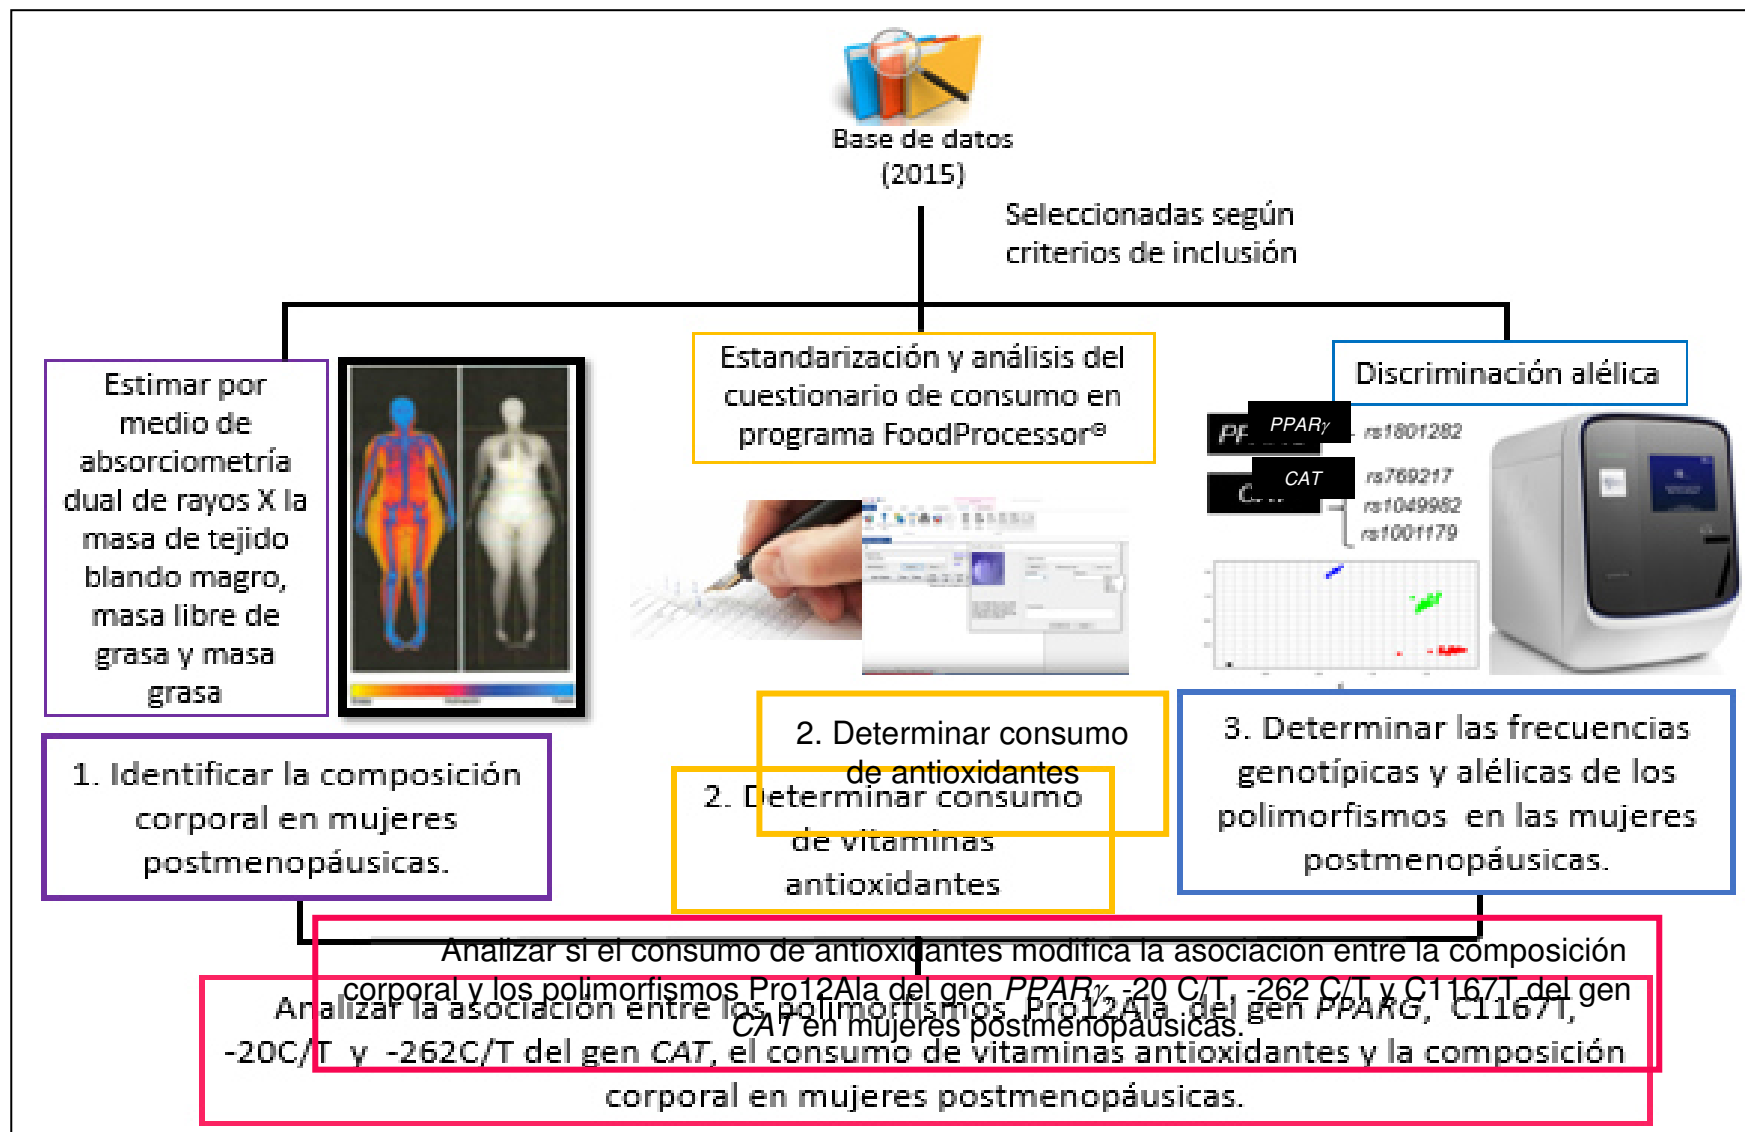 Base de datos
(2015)
Seleccionadas según
criterios de inclusión
Estimar por
medio de
absorciometría
dual de rayos X la
masa de tejido
blando magro,
masa libre de
grasa y masa
grasa
Estandarización y análisis del
cuestionario de consumo en
programa FoodProcessor®
Discriminación alélica
PPARγ
rs1801282
CAT
rs769217
rs1049982
rs1001179
1. Identificar la composición
corporal en mujeres
postmenopáusicas.
2. Determinar consumo
de antioxidantes
2. Determinar consumo
de vitaminas
antioxidantes
3. Determinar las frecuencias
genotípicas y alélicas de los
polimorfismos en las mujeres
postmenopáusicas.
Analizar si el consumo de antioxidantes modifica la asociación entre la composición
corporal y los polimorfismos Pro12Ala del gen PPARγ, -20 C/T, -262 C/T y C1167T del gen
CAT en mujeres postmenopáusicas.
Analizar la asociación entre los polimorfismos Pro12Ala del gen PPARG, C1167T,
-20C/T y -262C/T del gen CAT, el consumo de vitaminas antioxidantes y la composición
corporal en mujeres postmenopáusicas.